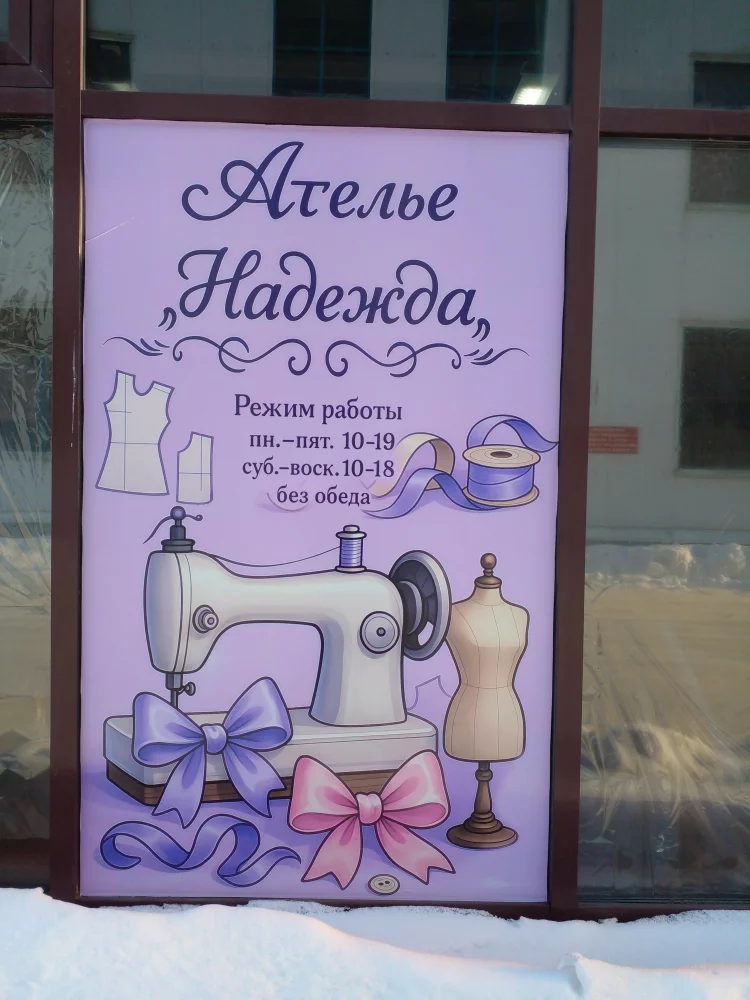 Ателье
„Надежда„
Режим работы
пн.–пят. 10-19
суб.–воск. 10-18
без обеда